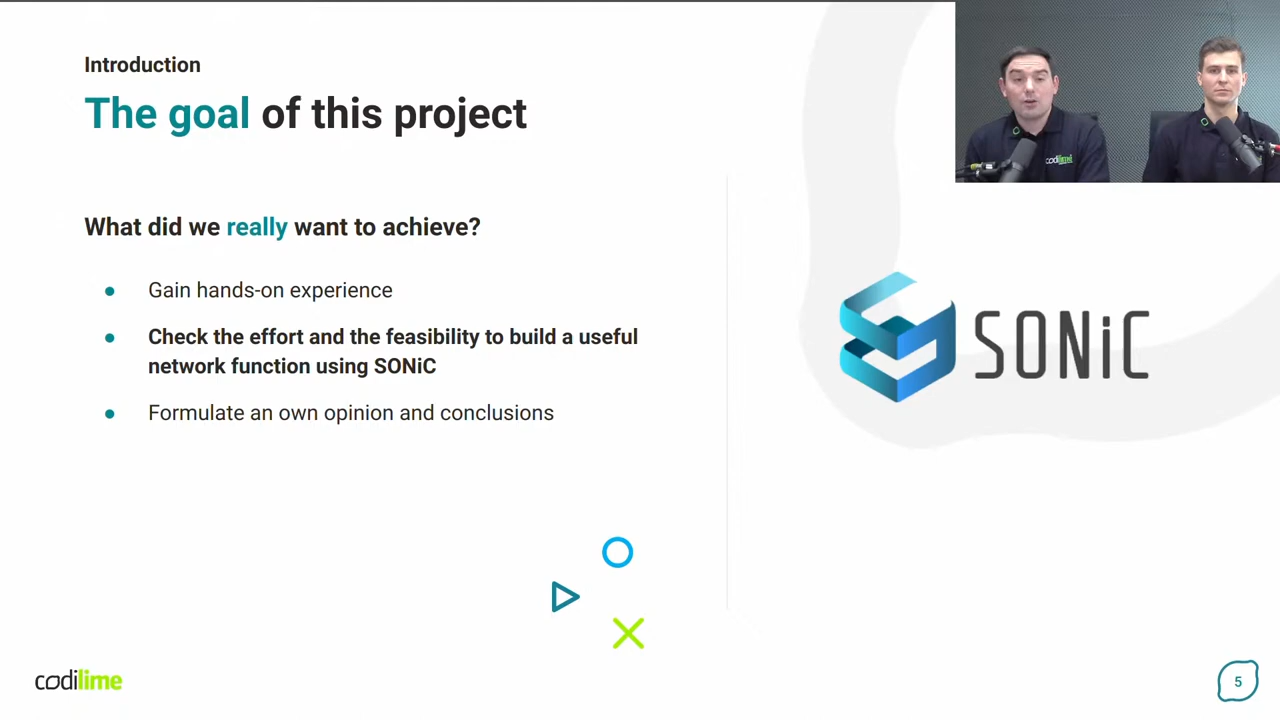 Introduction
The goal of this project
What did we really want to achieve?
Gain hands-on experience
Check the effort and the feasibility to build a useful
network function using SONiC
Formulate an own opinion and conclusions
SONiC
codilime
codilime
5